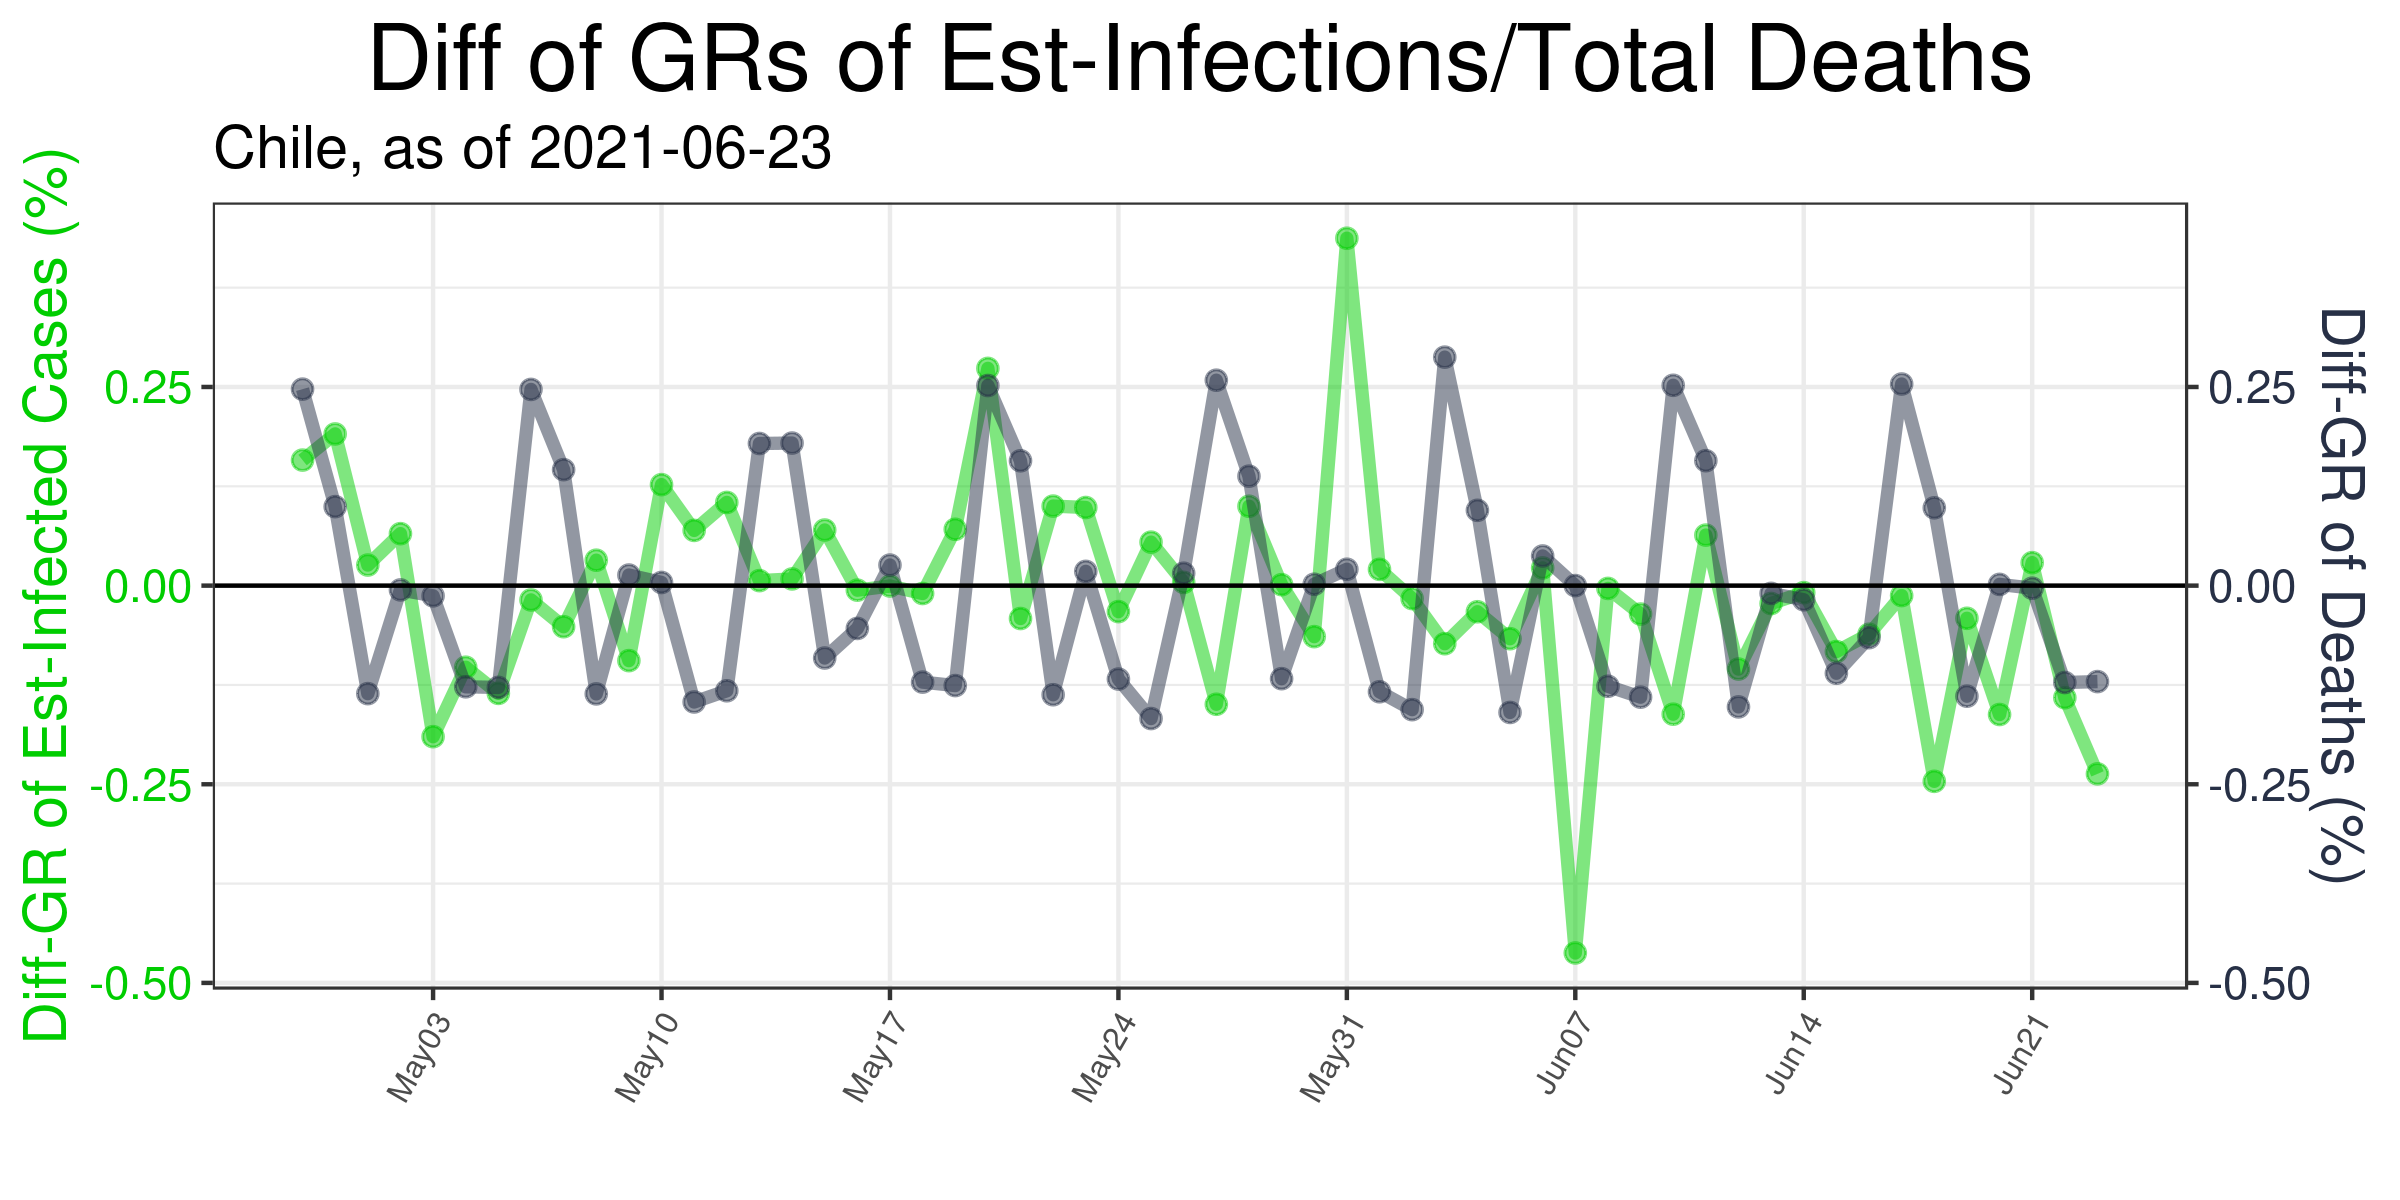 Diff of GRs of Est-Infections/Total Deaths
Chile, as of 2021-06-23
Diff-GR of Est-Infected Cases (%)
0.25
0.00
-0.25
-0.50
0.25
0.00
-0.25
-0.50
Diff-GR of Deaths (%)
May03
May10
May17
May24
May31
Jun07
Jun14
Jun21